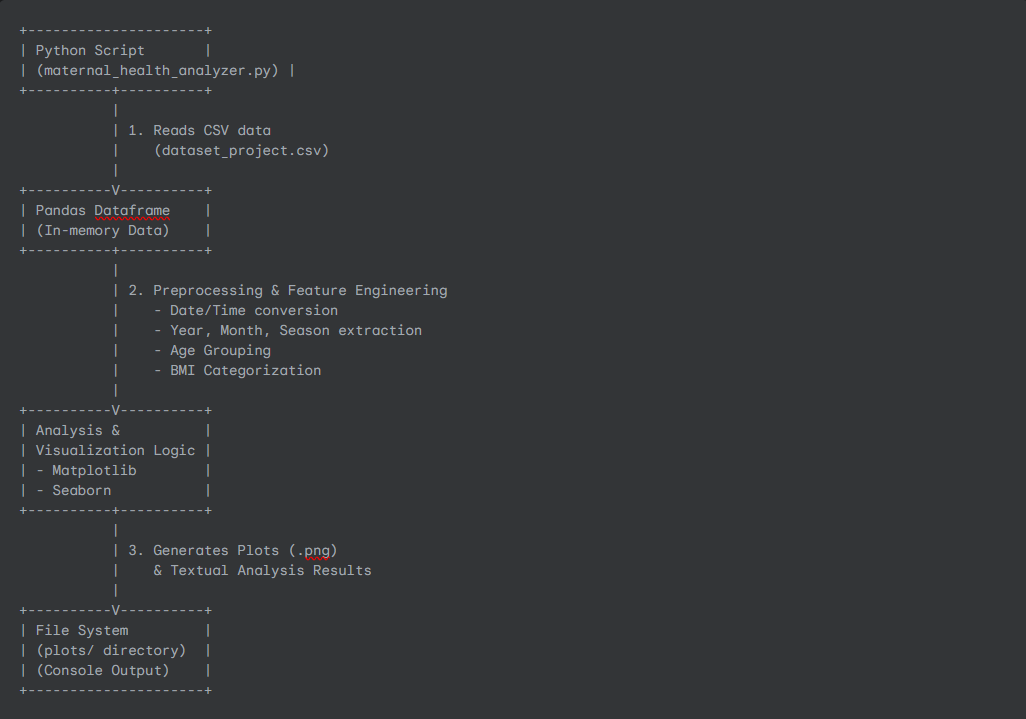 +---------------------+
| Python Script       |
| (maternal_health_analyzer.py) |
+----------+----------+
           |
           | 1. Reads CSV data
           |    (dataset_project.csv)
           |
+----------V----------+
| Pandas Dataframe    |
| (In-memory Data)    |
+----------+----------+
           |
           | 2. Preprocessing & Feature Engineering
           |    - Date/Time conversion
           |    - Year, Month, Season extraction
           |    - Age Grouping
           |    - BMI Categorization
           |
+----------V----------+
| Analysis &          |
| Visualization Logic |
| - Matplotlib        |
| - Seaborn           |
+----------+----------+
           |
           | 3. Generates Plots (.png)
           |    & Textual Analysis Results
           |
+----------V----------+
| File System         |
| (plots/ directory)  |
| (Console Output)    |
+---------------------+